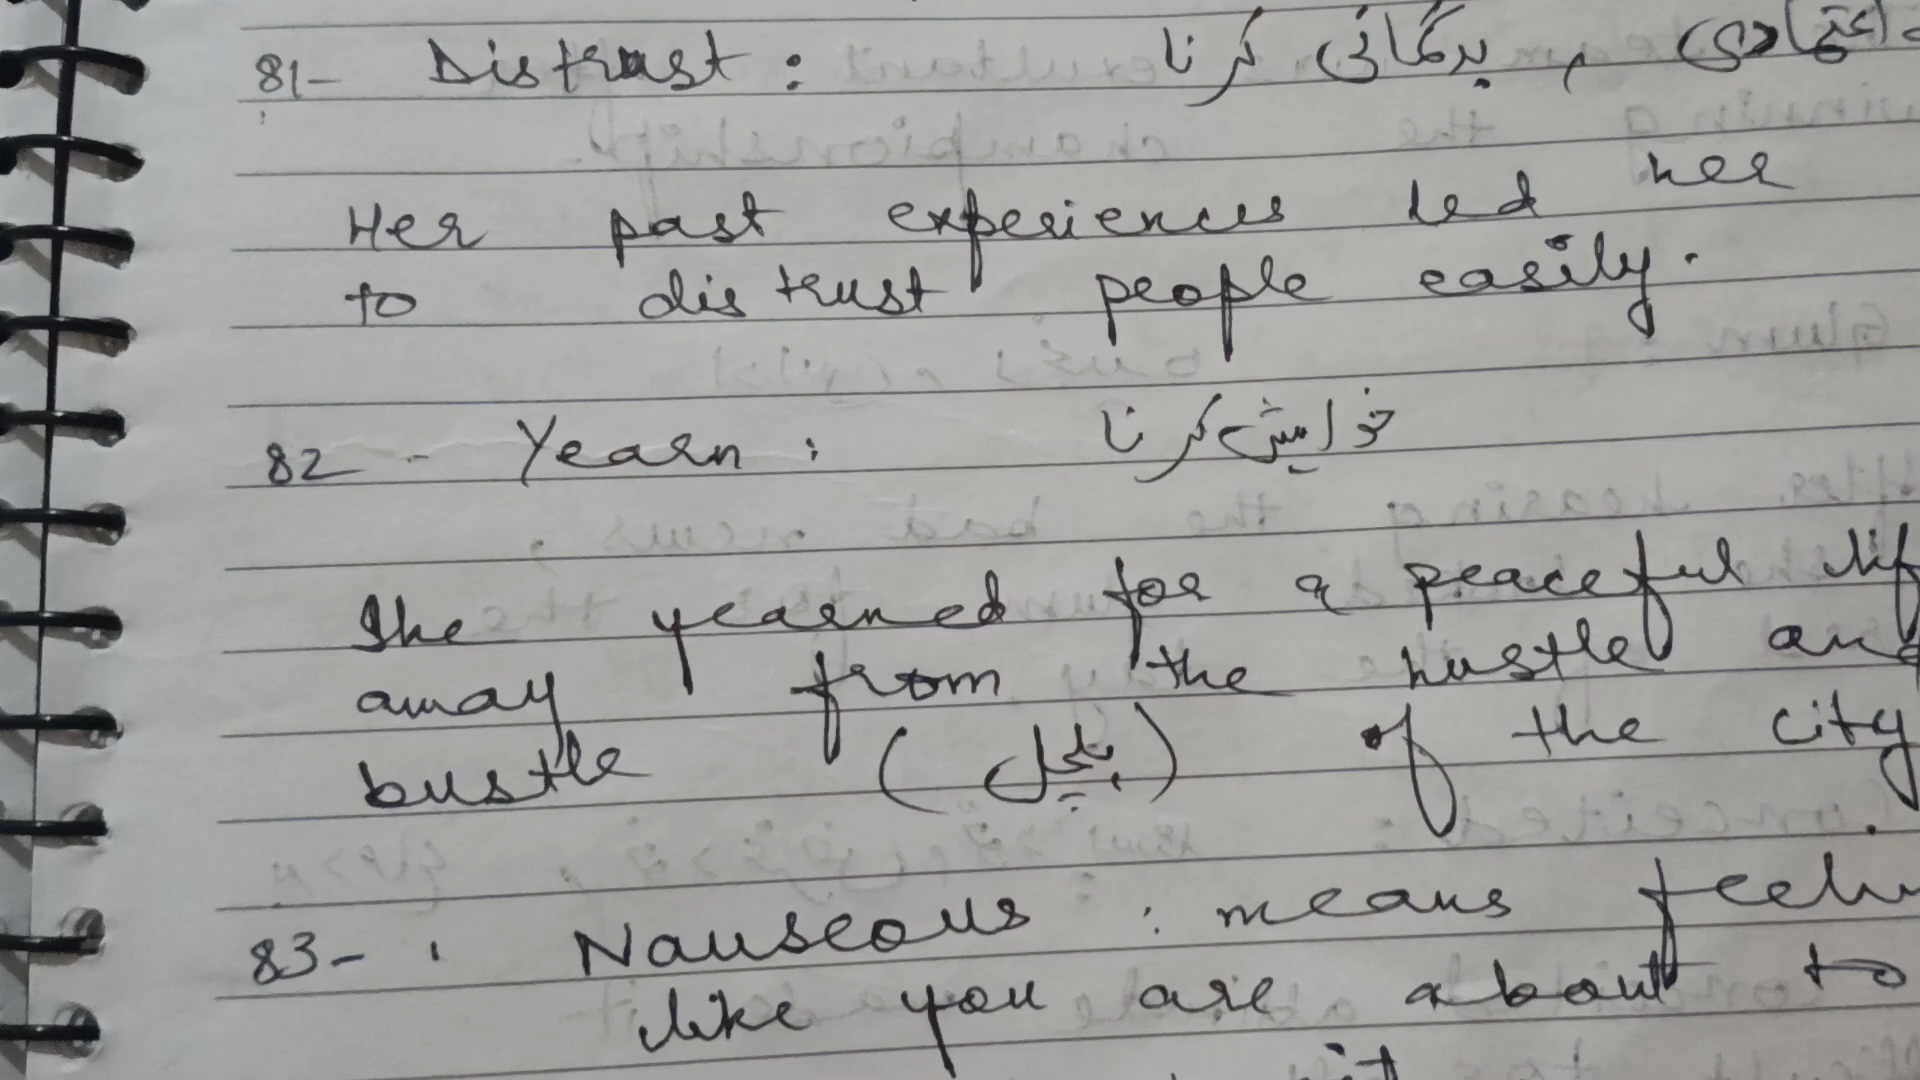 81- Distrust : اعتمادی ، بدگمانی کرنا
Her past experiences led her
to distrust people easily.
82 - Yearn : خواہش کرنا
She yearned for a peaceful
away from the hustle and
bustle ( ہلچل ) of the city
.
83- Nauseous : means
like you are about to
it